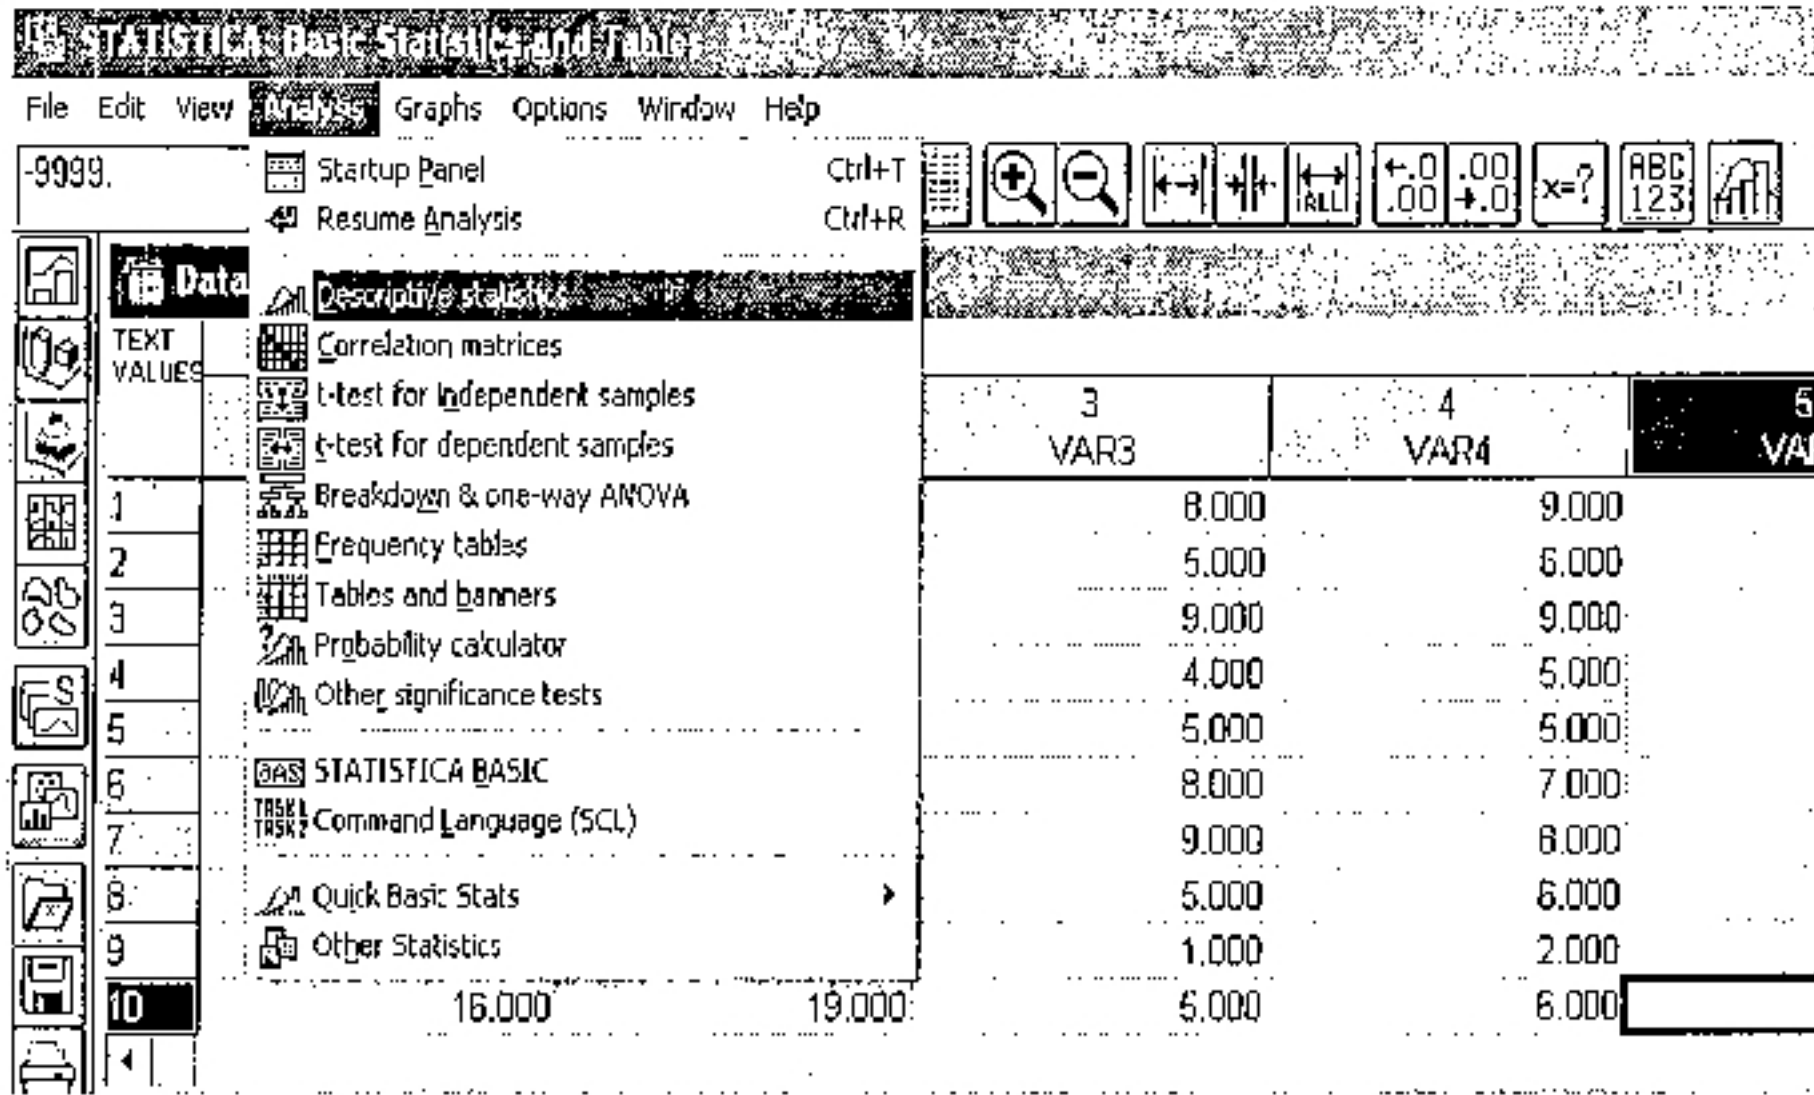 STATISTICA: Basic Statistics and Tables
File Edit View Analysis Graphs Options Window Help
-9999.
Startup Panel Ctrl+T
Resume Analysis Ctrl+R
ALL
←.0 .00
.00 →.0
x=?
ABC
123
Data
Descriptive statistics
TEXT
VALUES
Correlation matrices
t-test for independent samples
t-test for dependent samples
Breakdown & one-way ANOVA
Frequency tables
Tables and banners
Probability calculator
Other significance tests
STATISTICA BASIC
Command Language (SCL)
Quick Basic Stats
Other Statistics
3 4 5
VAR3 VAR4
1 8.000 9.000
2 5.000 6.000
3 9.000 9.000
4 4.000 5.000
5 5.000
6 8.000 7.000
7 9.000
8 5.000 6.000
9 1.000 2.000
10 16.000 19.000 6.000